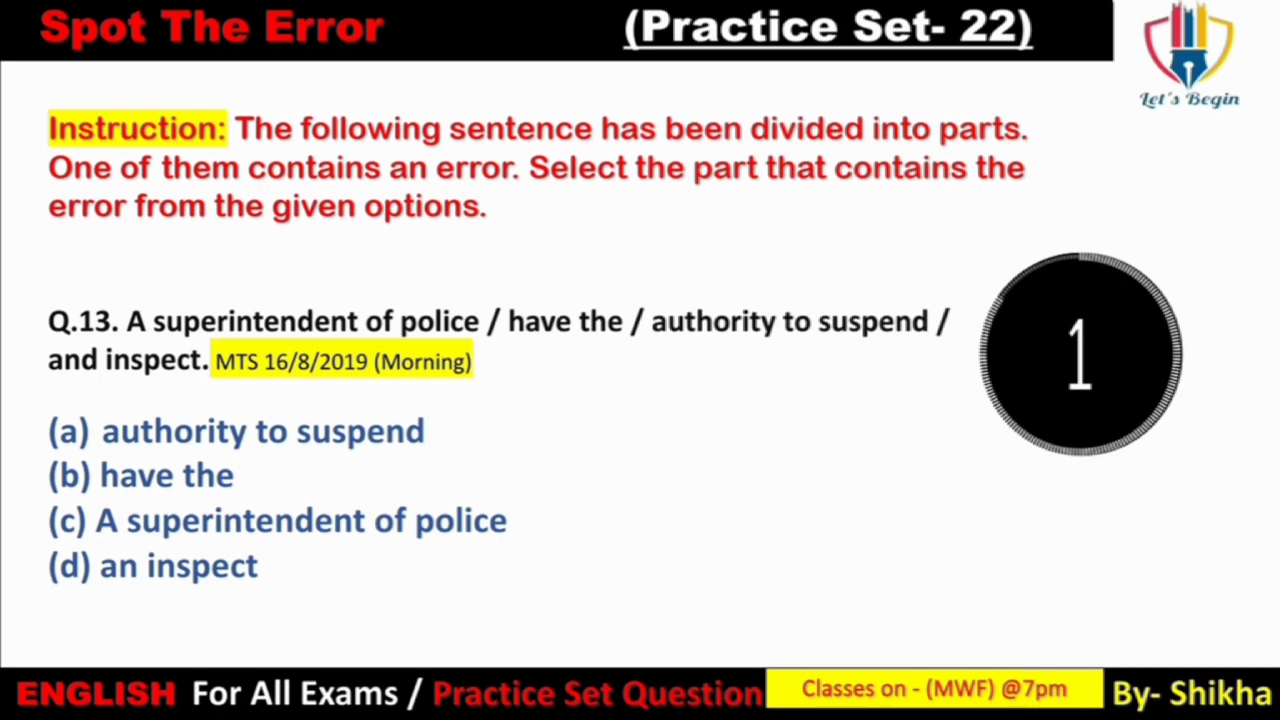 Spot The Error
(Practice Set- 22)
Let's Begin
Instruction: The following sentence has been divided into parts.
One of them contains an error. Select the part that contains the
error from the given options.
Q.13. A superintendent of police / have the / authority to suspend /
and inspect. MTS 16/8/2019 (Morning)
1
(a) authority to suspend
(b) have the
(c) A superintendent of police
(d) an inspect
ENGLISH For All Exams / Practice Set Question Classes on - (MWF) @7pm By- Shikha